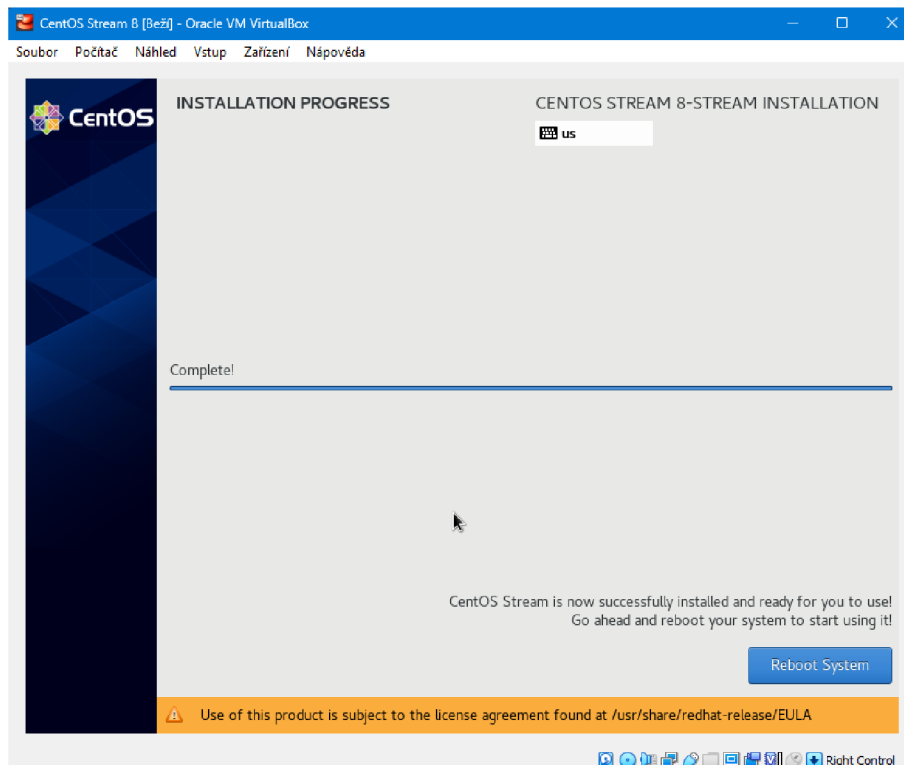 CentOS Stream 8 [Beží] - Oracle VM VirtualBox
Soubor Počítač Náhled Vstup Zařízení Nápověda
CentOS
INSTALLATION PROGRESS
CENTOS STREAM 8-STREAM INSTALLATION
us
Complete!
CentOS Stream is now successfully installed and ready for you to use!
Go ahead and reboot your system to start using it!
Reboot System
Use of this product is subject to the license agreement found at /usr/share/redhat-release/EULA
Right Control